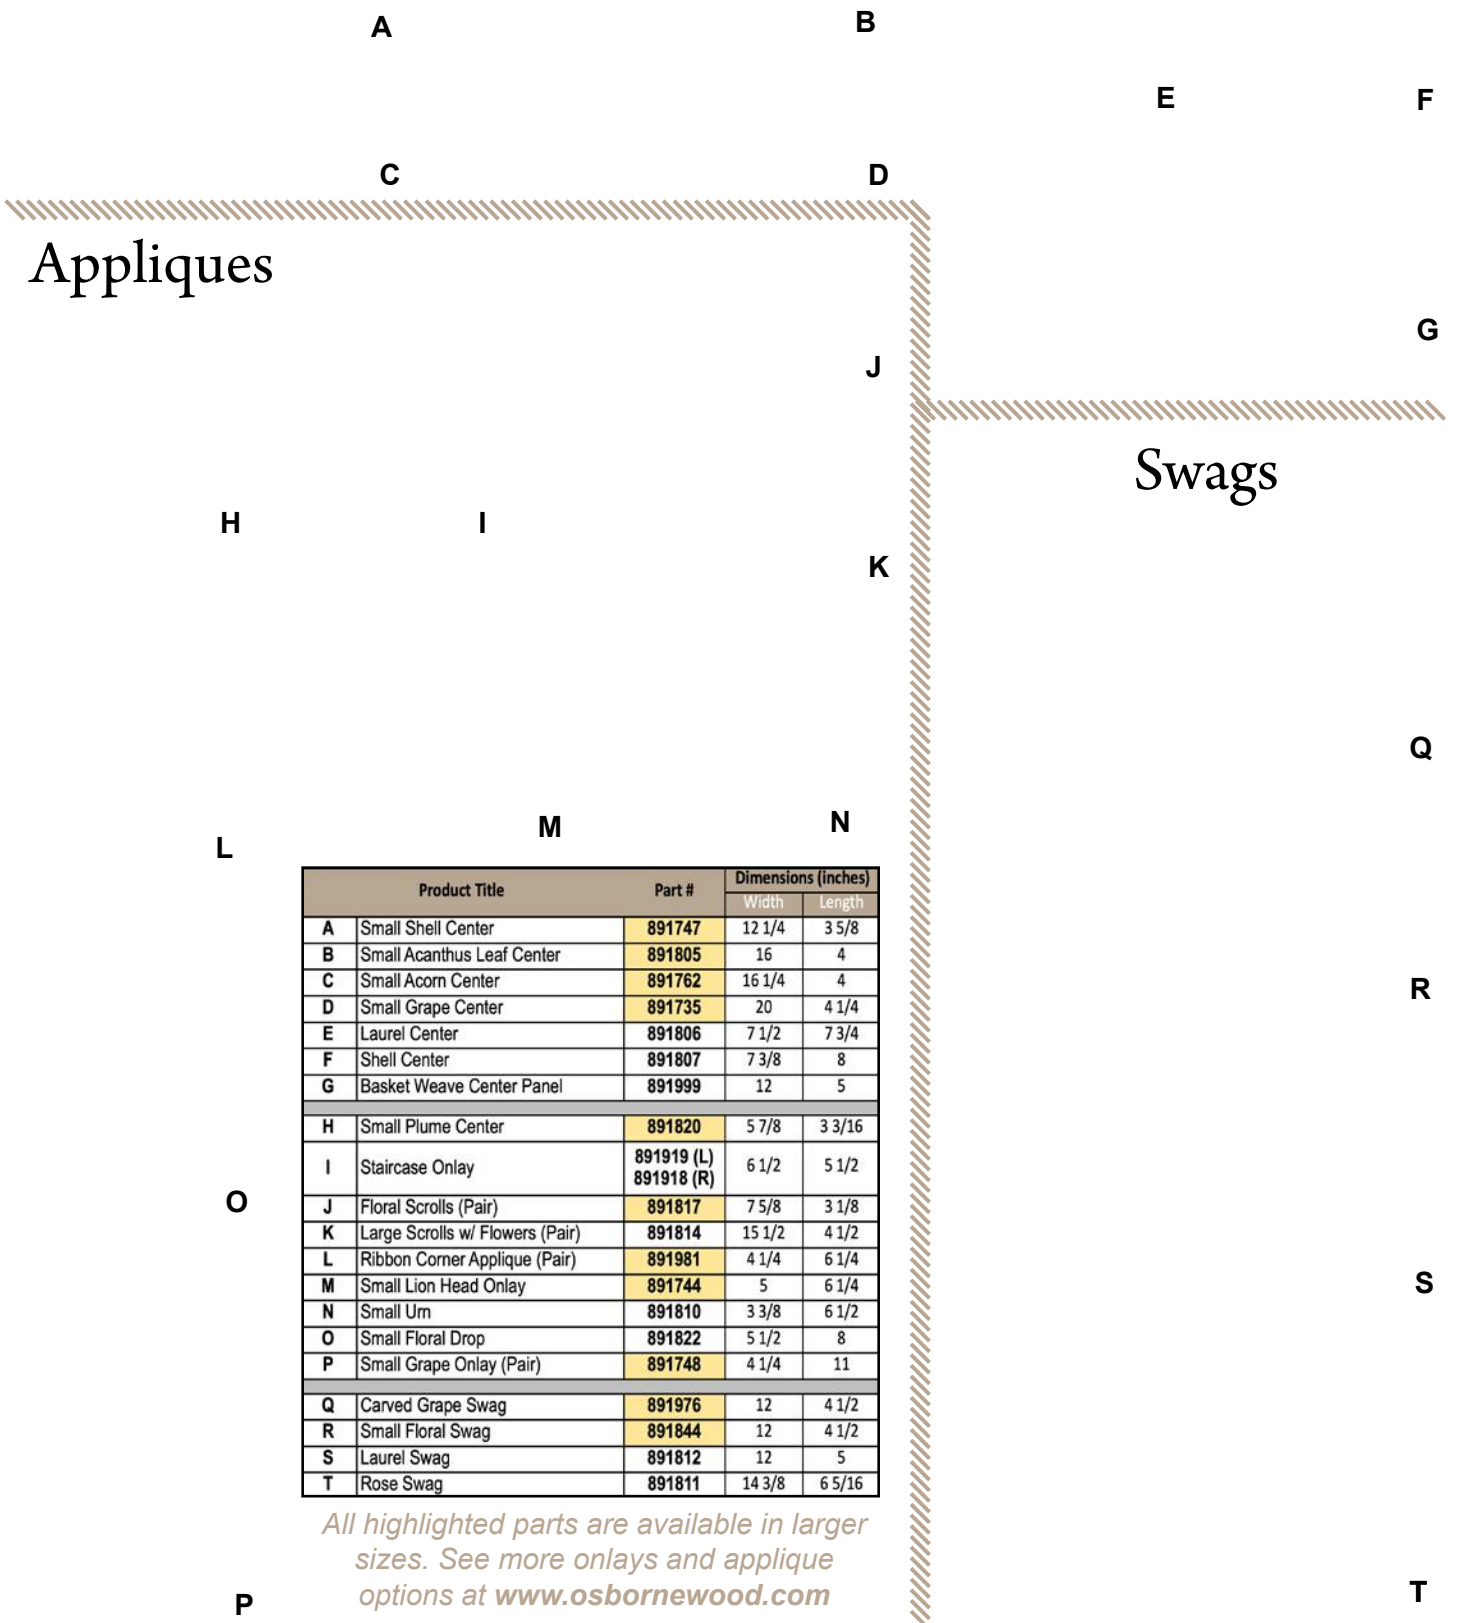 A
B
E
F
C
D
Appliques
G
J
Swags
H
I
K
Q
M
N
L
Product Title Part # Dimensions (inches)
Width Length
A Small Shell Center 891747 12 1/4 3 5/8
B Small Acanthus Leaf Center 891805 16 4
C Small Acorn Center 891762 16 1/4 4
D Small Grape Center 891735 20 4 1/4
E Laurel Center 891806 7 1/2 7 3/4
F Shell Center 891807 7 3/8 8
G Basket Weave Center Panel 891999 12 5
H Small Plume Center 891820 5 7/8 3 3/16
I Staircase Onlay 891919 (L) 6 1/2 5 1/2
891918 (R)
J Floral Scrolls (Pair) 891817 7 5/8 3 1/8
K Large Scrolls w/ Flowers (Pair) 891814 15 1/2 4 1/2
L Ribbon Corner Applique (Pair) 891981 4 1/4 6 1/4
M Small Lion Head Onlay 891744 5 6 1/4
N Small Urn 891810 3 3/8 6 1/2
O Small Floral Drop 891822 5 1/2 8
P Small Grape Onlay (Pair) 891748 4 1/4 11
Q Carved Grape Swag 891976 12 4 1/2
R Small Floral Swag 891844 12 4 1/2
S Laurel Swag 891812 12 5
T Rose Swag 891811 14 3/8 6 5/16
R
O
S
All highlighted parts are available in larger
sizes. See more onlays and applique
options at www.osbornewood.com
P
T